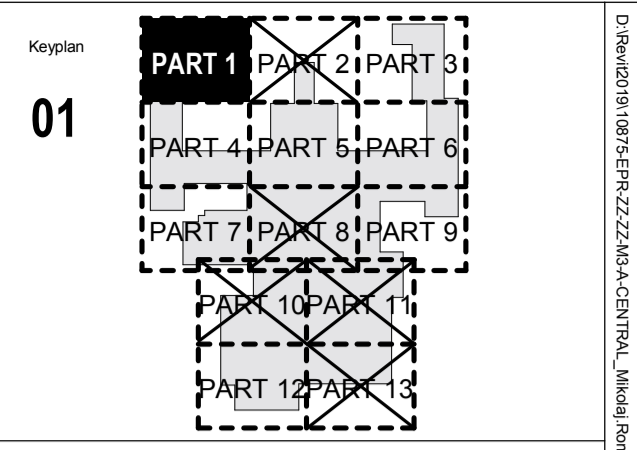 Keyplan
01
PART 1 PART 2 PART 3
PART 4 PART 5 PART 6
PART 7 PART 8 PART 9
PART 10 PART 11
PART 12 PART 13
D:\Revit2019\10875-EPR-ZZ-ZZ-M3-A-CENTRAL_Mikolaj.Ron